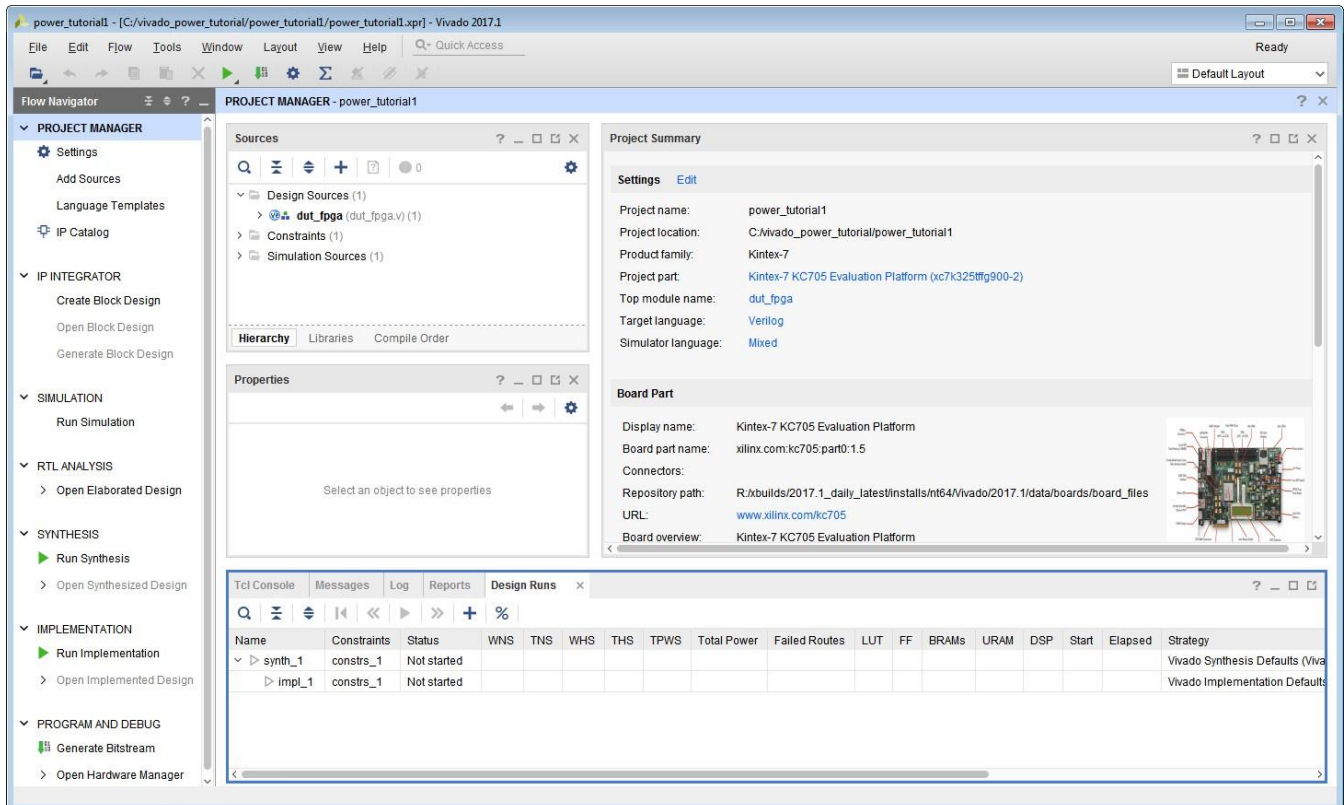 power_tutorial1 - [C:/vivado_power_tutorial/power_tutorial1/power_tutorial1.xpr] - Vivado 2017.1
File Edit Flow Tools Window Layout View Help Quick Access Ready
Default Layout
Flow Navigator
PROJECT MANAGER
Settings
Add Sources
Language Templates
IP Catalog
IP INTEGRATOR
Create Block Design
Open Block Design
Generate Block Design
SIMULATION
Run Simulation
RTL ANALYSIS
Open Elaborated Design
SYNTHESIS
Run Synthesis
Open Synthesized Design
IMPLEMENTATION
Run Implementation
Open Implemented Design
PROGRAM AND DEBUG
Generate Bitstream
Open Hardware Manager
PROJECT MANAGER - power_tutorial1
Sources
0
Design Sources (1)
dut_fpga (dut_fpga.v) (1)
Constraints (1)
Simulation Sources (1)
Hierarchy Libraries Compile Order
Properties
Select an object to see properties
Project Summary
Settings Edit
Project name: power_tutorial1
Project location: C:/vivado_power_tutorial/power_tutorial1
Product family: Kintex-7
Project part: Kintex-7 KC705 Evaluation Platform (xc7k325tffg900-2)
Top module name: dut_fpga
Target language: Verilog
Simulator language: Mixed
Board Part
Display name: Kintex-7 KC705 Evaluation Platform
Board part name: xilinx.com:kc705:part0:1.5
Connectors:
Repository path: R:/xbuilds/2017.1_daily_latest/installs/nt64/Vivado/2017.1/data/boards/board_files
URL: www.xilinx.com/kc705
Board overview: Kintex-7 KC705 Evaluation Platform
Tcl Console Messages Log Reports Design Runs
Name Constraints Status WNS TNS WHS THS TPWS Total Power Failed Routes LUT FF BRAMs URAM DSP Start Elapsed Strategy
synth_1 constrs_1 Not started Vivado Synthesis Defaults (Viva
impl_1 constrs_1 Not started Vivado Implementation Defaults